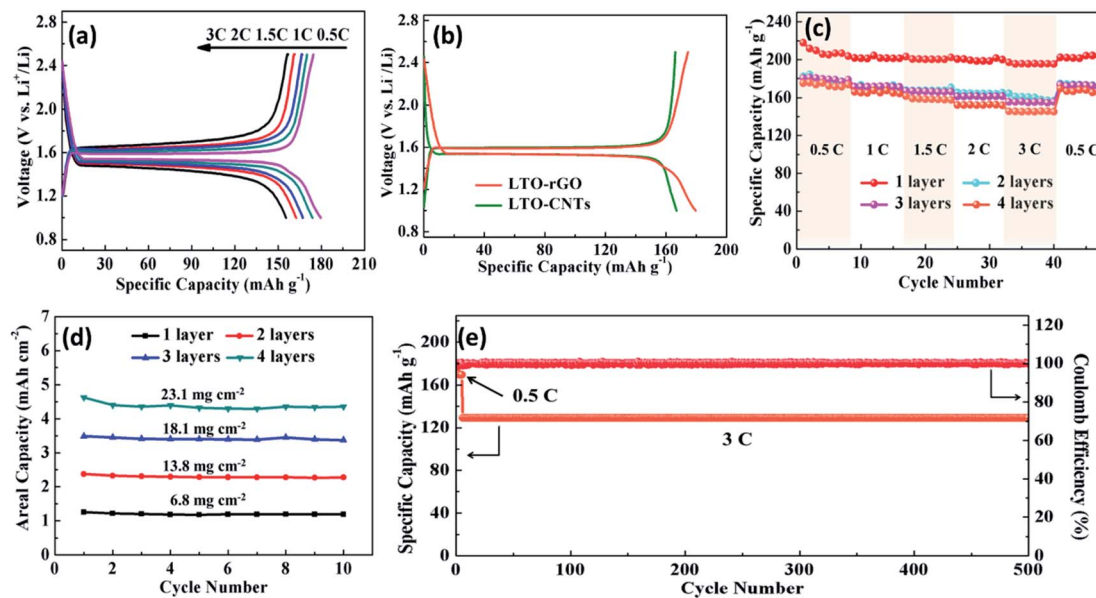 (a)
3C 2C 1.5C 1C 0.5C
Voltage (V vs. Li⁺/Li)
2.8
2.4
2.0
1.6
1.2
0.8
0 30 60 90 120 150 180 210
Specific Capacity (mAh g⁻¹)
(b)
Voltage (V vs. Li⁺/Li)
2.8
2.4
2.0
1.6
1.2
0.8
LTO-rGO
LTO-CNTs
0 40 80 120 160 200
Specific Capacity (mAh g⁻¹)
(c)
Specific Capacity (mAh g⁻¹)
240
200
160
120
80
40
0
0.5 C 1 C 1.5 C 2 C 3 C 0.5 C
1 layer 2 layers
3 layers 4 layers
0 10 20 30 40
Cycle Number
(d)
Areal Capacity (mAh cm⁻²)
7
6
5
4
3
2
1
0
1 layer 2 layers
3 layers 4 layers
23.1 mg cm⁻²
18.1 mg cm⁻²
13.8 mg cm⁻²
6.8 mg cm⁻²
0 2 4 6 8 10
Cycle Number
(e)
Specific Capacity (mAh g⁻¹)
220
190
160
130
100
70
40
10
0.5 C
3 C
0 100 200 300 400 500
Cycle Number
120
100
80
60
40
20
0
Coulomb Efficiency (%)